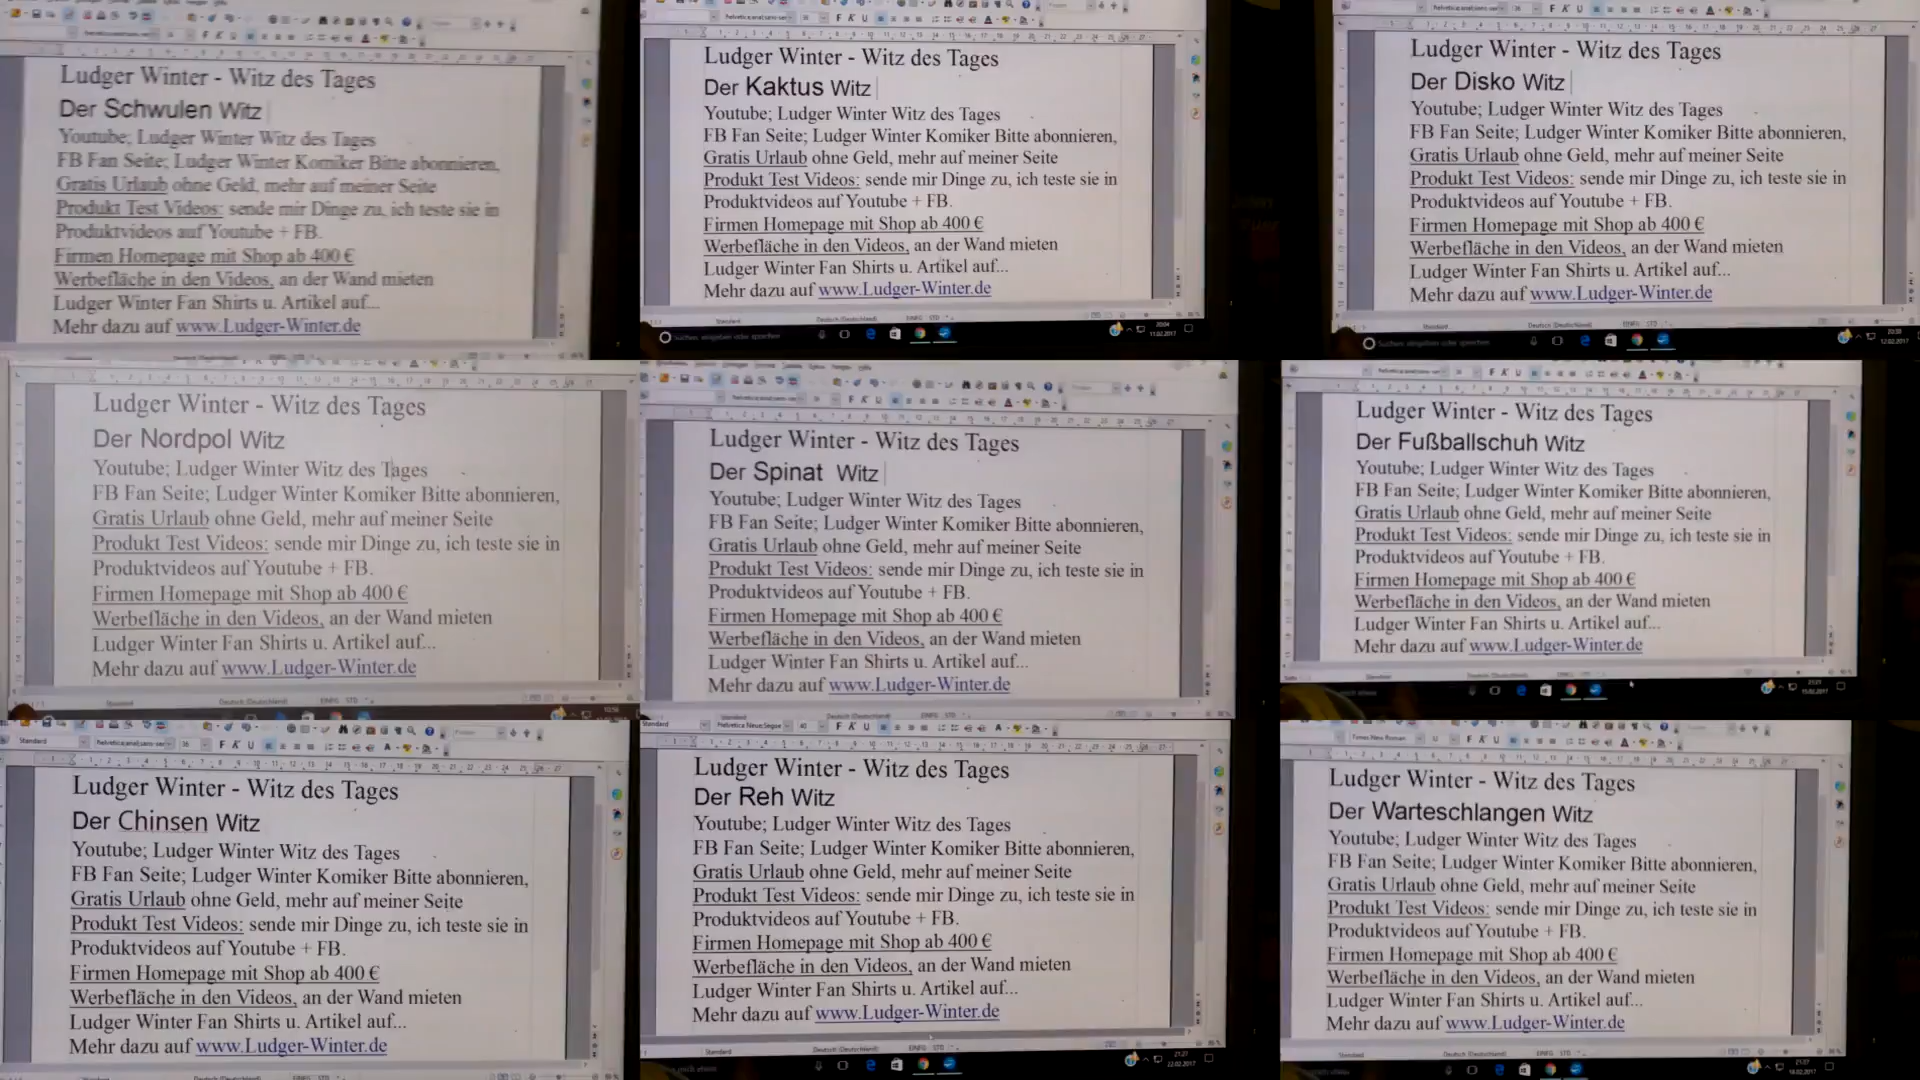 Ludger Winter - Witz des Tages
Der Schwulen Witz
Youtube; Ludger Winter Witz des Tages
FB Fan Seite; Ludger Winter Komiker Bitte abonnieren,
Gratis Urlaub ohne Geld, mehr auf meiner Seite
Produkt Test Videos: sende mir Dinge zu, ich teste sie in
Produktvideos auf Youtube + FB.
Firmen Homepage mit Shop ab 400 €
Werbefläche in den Videos, an der Wand mieten
Ludger Winter Fan Shirts u. Artikel auf...
Mehr dazu auf www.Ludger-Winter.de
Ludger Winter - Witz des Tages
Der Kaktus Witz
Youtube; Ludger Winter Witz des Tages
FB Fan Seite; Ludger Winter Komiker Bitte abonnieren,
Gratis Urlaub ohne Geld, mehr auf meiner Seite
Produkt Test Videos: sende mir Dinge zu, ich teste sie in
Produktvideos auf Youtube + FB.
Firmen Homepage mit Shop ab 400 €
Werbefläche in den Videos, an der Wand mieten
Ludger Winter Fan Shirts u. Artikel auf...
Mehr dazu auf www.Ludger-Winter.de
20:04
11.02.2017
Ludger Winter - Witz des Tages
Der Disko Witz
Youtube; Ludger Winter Witz des Tages
FB Fan Seite; Ludger Winter Komiker Bitte abonnieren,
Gratis Urlaub ohne Geld, mehr auf meiner Seite
Produkt Test Videos: sende mir Dinge zu, ich teste sie in
Produktvideos auf Youtube + FB.
Firmen Homepage mit Shop ab 400 €
Werbefläche in den Videos, an der Wand mieten
Ludger Winter Fan Shirts u. Artikel auf...
Mehr dazu auf www.Ludger-Winter.de
12.02.2017
Ludger Winter - Witz des Tages
Der Nordpol Witz
Youtube; Ludger Winter Witz des Tages
FB Fan Seite; Ludger Winter Komiker Bitte abonnieren,
Gratis Urlaub ohne Geld, mehr auf meiner Seite
Produkt Test Videos: sende mir Dinge zu, ich teste sie in
Produktvideos auf Youtube + FB.
Firmen Homepage mit Shop ab 400 €
Werbefläche in den Videos, an der Wand mieten
Ludger Winter Fan Shirts u. Artikel auf...
Mehr dazu auf www.Ludger-Winter.de
Ludger Winter - Witz des Tages
Der Spinat Witz
Youtube; Ludger Winter Witz des Tages
FB Fan Seite; Ludger Winter Komiker Bitte abonnieren,
Gratis Urlaub ohne Geld, mehr auf meiner Seite
Produkt Test Videos: sende mir Dinge zu, ich teste sie in
Produktvideos auf Youtube + FB.
Firmen Homepage mit Shop ab 400 €
Werbefläche in den Videos, an der Wand mieten
Ludger Winter Fan Shirts u. Artikel auf...
Mehr dazu auf www.Ludger-Winter.de
Ludger Winter - Witz des Tages
Der Fußballschuh Witz
Youtube; Ludger Winter Witz des Tages
FB Fan Seite; Ludger Winter Komiker Bitte abonnieren,
Gratis Urlaub ohne Geld, mehr auf meiner Seite
Produkt Test Videos: sende mir Dinge zu, ich teste sie in
Produktvideos auf Youtube + FB.
Firmen Homepage mit Shop ab 400 €
Werbefläche in den Videos, an der Wand mieten
Ludger Winter Fan Shirts u. Artikel auf...
Mehr dazu auf www.Ludger-Winter.de
Ludger Winter - Witz des Tages
Der Chinsen Witz
Youtube; Ludger Winter Witz des Tages
FB Fan Seite; Ludger Winter Komiker Bitte abonnieren,
Gratis Urlaub ohne Geld, mehr auf meiner Seite
Produkt Test Videos: sende mir Dinge zu, ich teste sie in
Produktvideos auf Youtube + FB.
Firmen Homepage mit Shop ab 400 €
Werbefläche in den Videos, an der Wand mieten
Ludger Winter Fan Shirts u. Artikel auf...
Mehr dazu auf www.Ludger-Winter.de
Ludger Winter - Witz des Tages
Der Reh Witz
Youtube; Ludger Winter Witz des Tages
FB Fan Seite; Ludger Winter Komiker Bitte abonnieren,
Gratis Urlaub ohne Geld, mehr auf meiner Seite
Produkt Test Videos: sende mir Dinge zu, ich teste sie in
Produktvideos auf Youtube + FB.
Firmen Homepage mit Shop ab 400 €
Werbefläche in den Videos, an der Wand mieten
Ludger Winter Fan Shirts u. Artikel auf...
Mehr dazu auf www.Ludger-Winter.de
Ludger Winter - Witz des Tages
Der Warteschlangen Witz
Youtube; Ludger Winter Witz des Tages
FB Fan Seite; Ludger Winter Komiker Bitte abonnieren,
Gratis Urlaub ohne Geld, mehr auf meiner Seite
Produkt Test Videos: sende mir Dinge zu, ich teste sie in
Produktvideos auf Youtube + FB.
Firmen Homepage mit Shop ab 400 €
Werbefläche in den Videos, an der Wand mieten
Ludger Winter Fan Shirts u. Artikel auf...
Mehr dazu auf www.Ludger-Winter.de